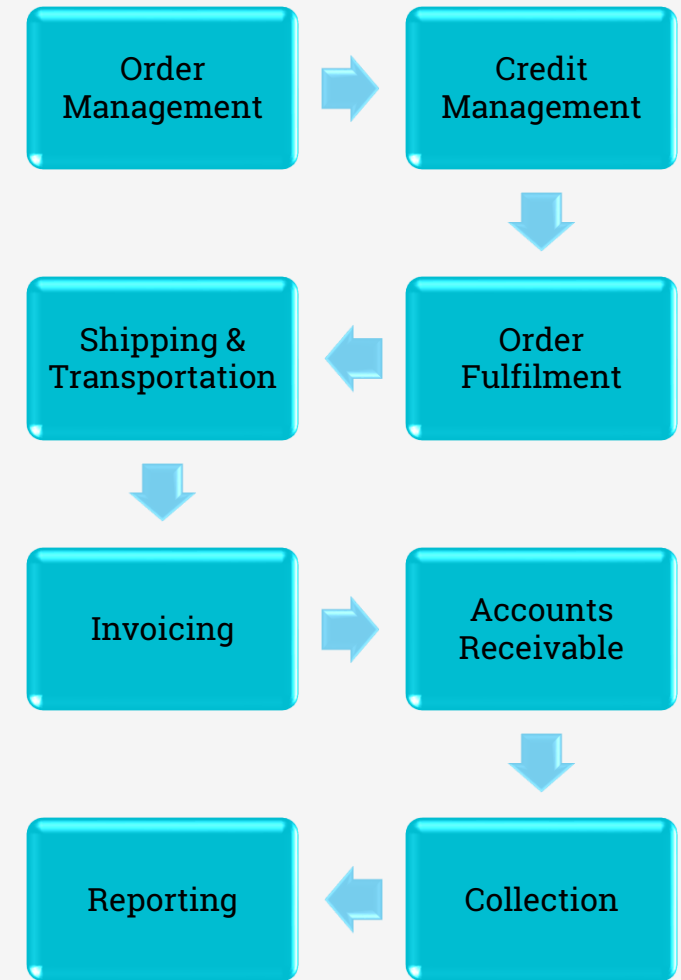 Order
Management
Credit
Management
Order
Fulfilment
Shipping &
Transportation
Invoicing
Accounts
Receivable
Collection
Reporting